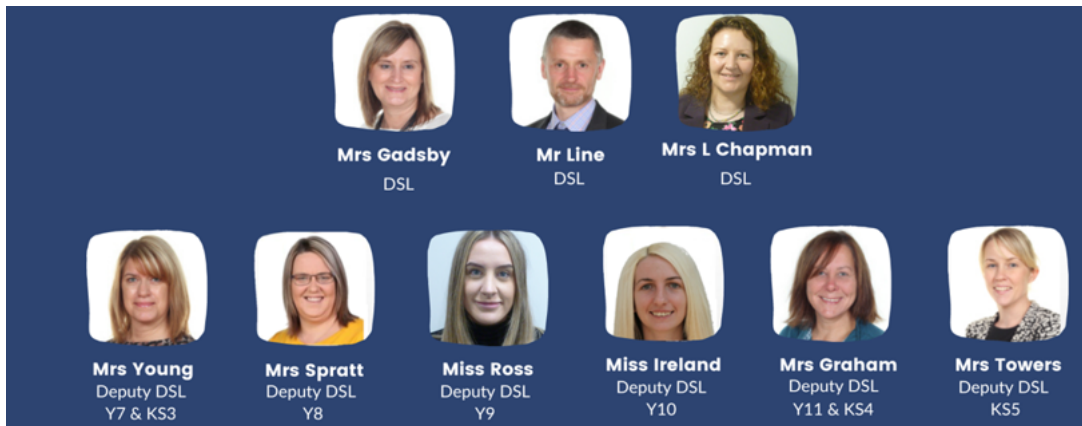 Mrs Gadsby
DSL
Mr Line
DSL
Mrs L Chapman
DSL
Mrs Young
Deputy DSL
Y7 & KS3
Mrs Spratt
Deputy DSL
Y8
Miss Ross
Deputy DSL
Y9
Miss Ireland
Deputy DSL
Y10
Mrs Graham
Deputy DSL
Y11 & KS4
Mrs Towers
Deputy DSL
KS5